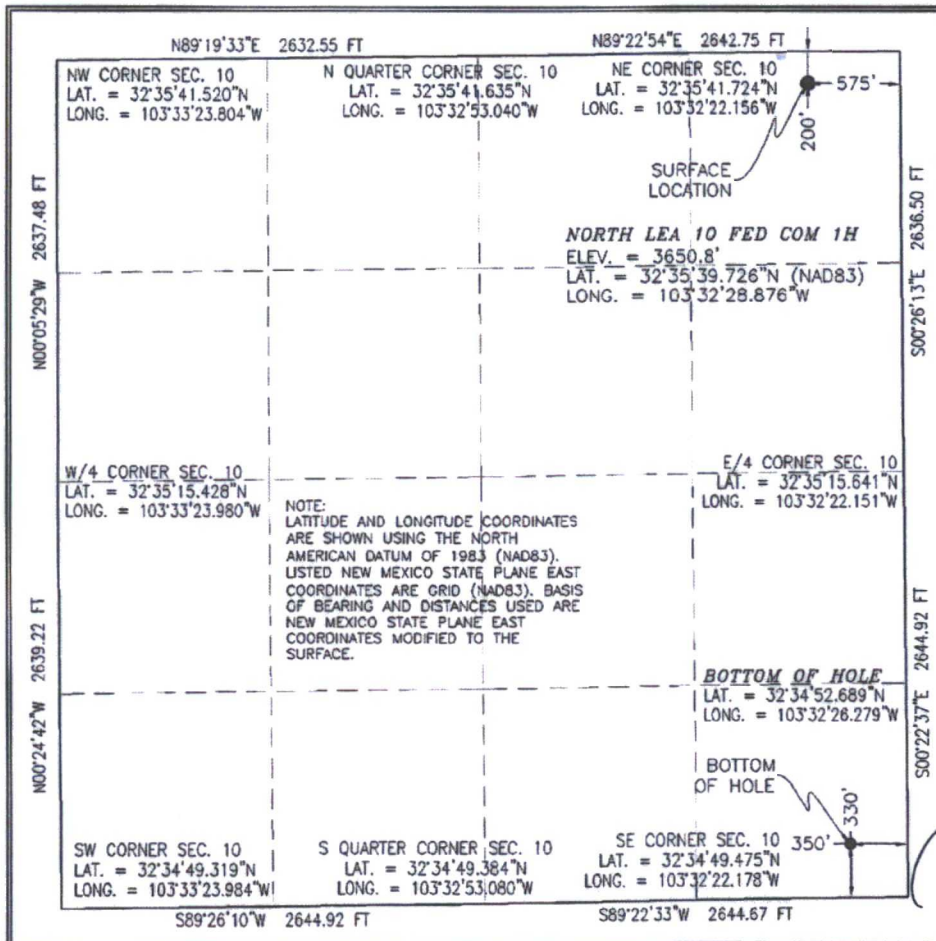 N89°19'33"E 2632.55 FT
N89°22'54"E 2642.75 FT
NW CORNER SEC. 10
LAT. = 32°35'41.520"N
LONG. = 103°33'23.804"W
N QUARTER CORNER SEC. 10
LAT. = 32°35'41.635"N
LONG. = 103°32'53.040"W
NE CORNER SEC. 10
LAT. = 32°35'41.724"N
LONG. = 103°32'22.156"W
575'
200'
SURFACE
LOCATION
N00°05'29"W 2637.48 FT
S00°26'13"E 2636.50 FT
NORTH LEA 10 FED COM 1H
ELEV. = 3650.8'
LAT. = 32°35'39.726"N (NAD83)
LONG. = 103°32'28.876"W
W/4 CORNER SEC. 10
LAT. = 32°35'15.428"N
LONG. = 103°33'23.980"W
E/4 CORNER SEC. 10
LAT. = 32°35'15.641"N
LONG. = 103°32'22.151"W
NOTE:
LATITUDE AND LONGITUDE COORDINATES
ARE SHOWN USING THE NORTH
AMERICAN DATUM OF 1983 (NAD83).
LISTED NEW MEXICO STATE PLANE EAST
COORDINATES ARE GRID (NAD83). BASIS
OF BEARING AND DISTANCES USED ARE
NEW MEXICO STATE PLANE EAST
COORDINATES MODIFIED TO THE
SURFACE.
N00°24'42"W 2639.22 FT
S00°22'37"E 2644.92 FT
BOTTOM OF HOLE
LAT. = 32°34'52.689"N
LONG. = 103°32'26.279"W
BOTTOM
OF HOLE
330'
350'
SW CORNER SEC. 10
LAT. = 32°34'49.319"N
LONG. = 103°33'23.984"W
S QUARTER CORNER SEC. 10
LAT. = 32°34'49.384"N
LONG. = 103°32'53.080"W
SE CORNER SEC. 10
LAT. = 32°34'49.475"N
LONG. = 103°32'22.178"W
S89°26'10"W 2644.92 FT
S89°22'33"W 2644.67 FT